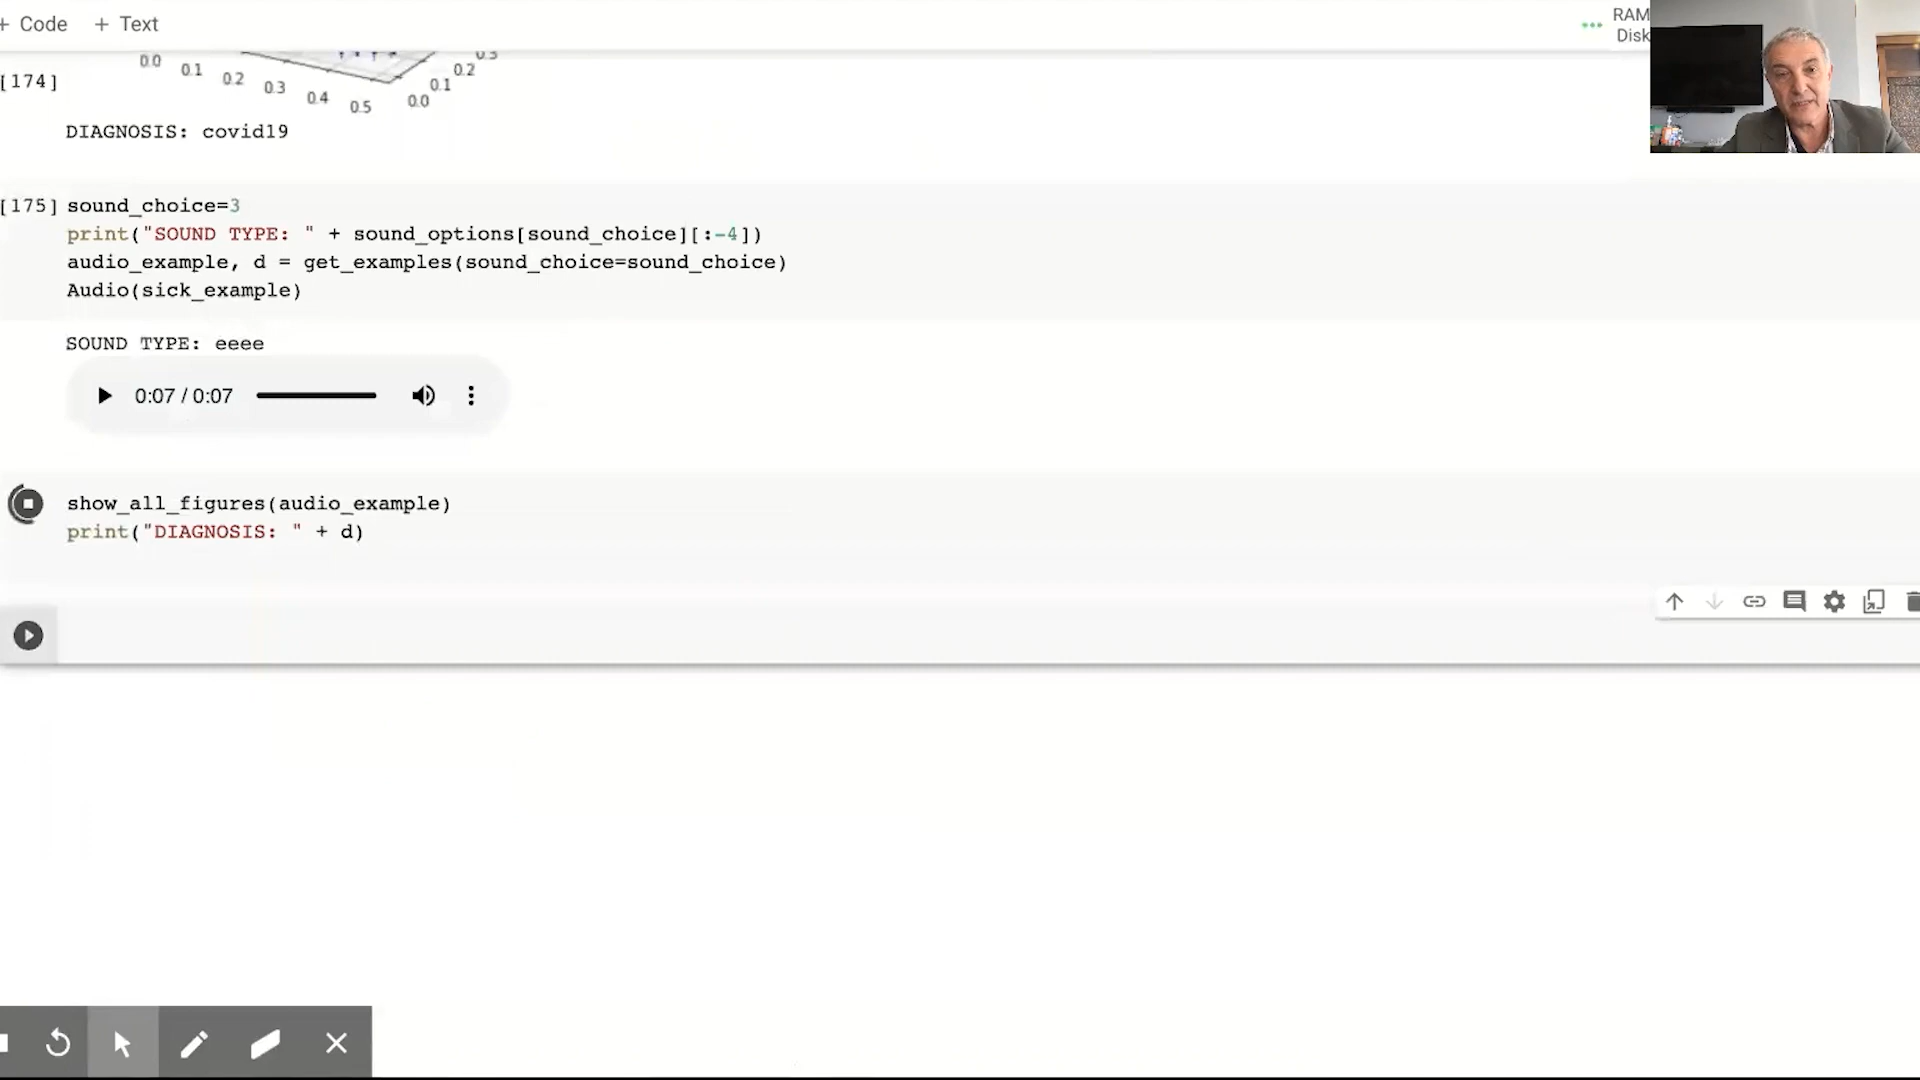 + Code + Text
RAM
Disk
0.0 0.1 0.2 0.3 0.4 0.5 0.0 0.1 0.2 0.3
[174]
DIAGNOSIS: covid19
[175] sound_choice=3
print("SOUND TYPE: " + sound_options[sound_choice][:-4])
audio_example, d = get_examples(sound_choice=sound_choice)
Audio(sick_example)
SOUND TYPE: eeee
0:07 / 0:07
show_all_figures(audio_example)
print("DIAGNOSIS: " + d)